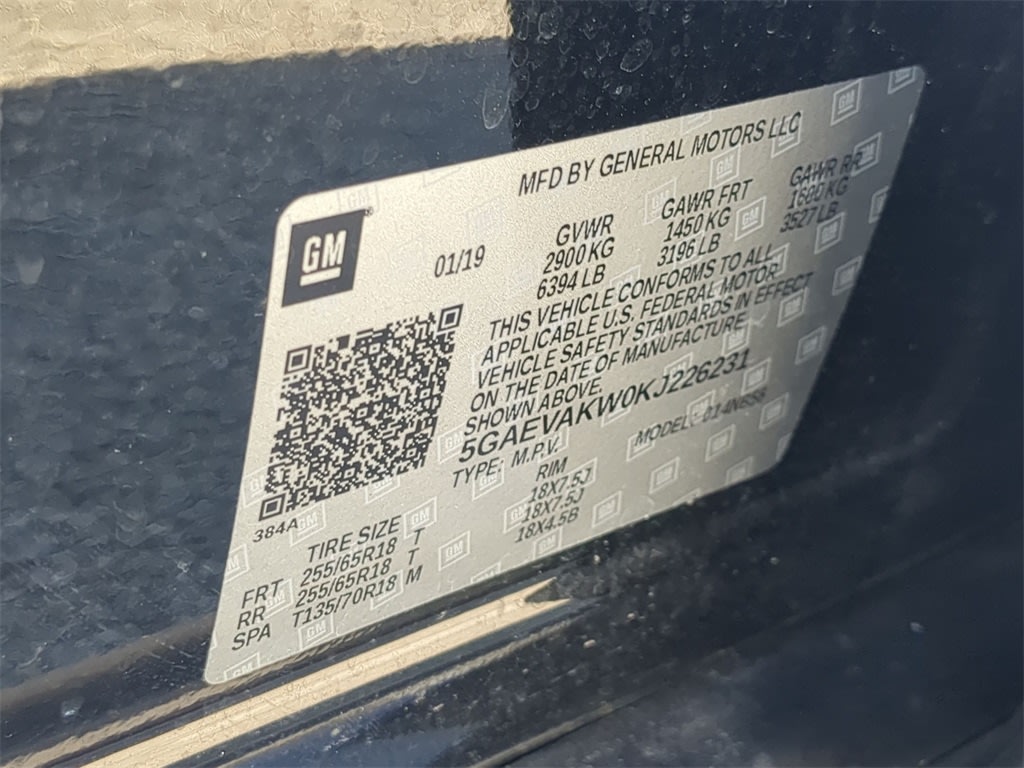 MFD BY GENERAL MOTORS LLC
GM
01/19
GVWR GAWR FRT GAWR RR
2900KG 1450 KG 1600 KG
6394 LB 3196 LB 3527 LB
THIS VEHICLE CONFORMS TO ALL
APPLICABLE U.S. FEDERAL MOTOR
VEHICLE SAFETY STANDARDS IN EFFECT
ON THE DATE OF MANUFACTURE
SHOWN ABOVE.
5GAEVAKW0KJ226231
TYPE: M.P.V. MODEL:
384A
TIRE SIZE RIM
FRT 255/65R18 T 18X7.5J
RR 255/65R18 T 18X7.5J
SPA T135/70R18 M 18X4.5B